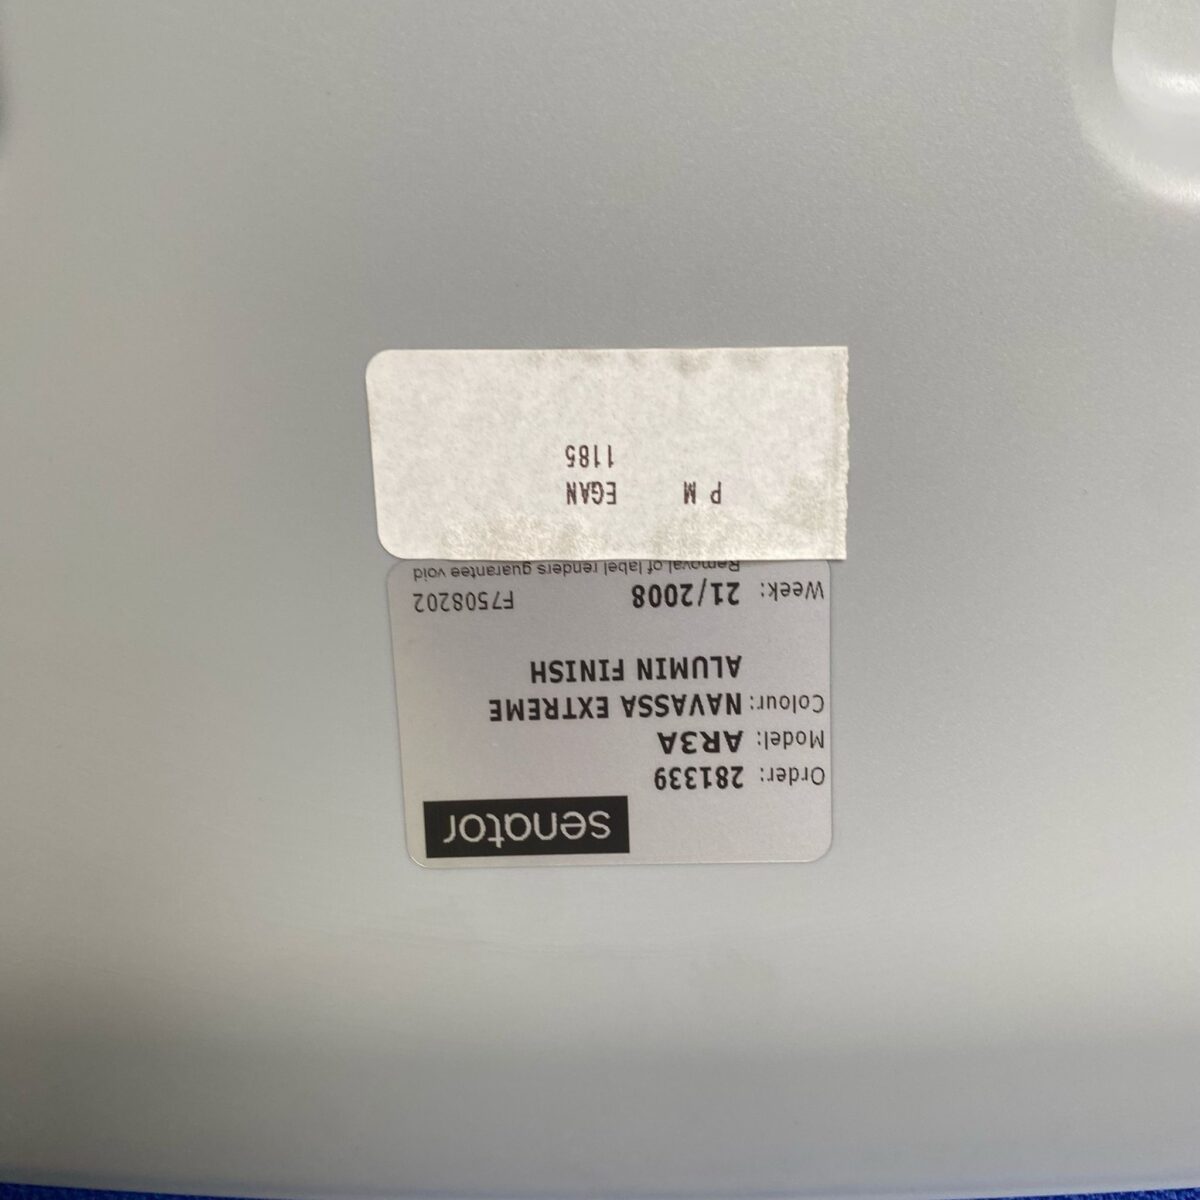 senator
Order: 281339
Model: AR3A
Colour: NAVASSA EXTREME
ALUMIN FINISH
Week: 21/2008 F7508202
Removal of label renders guarantee void
P M EGAN
1185